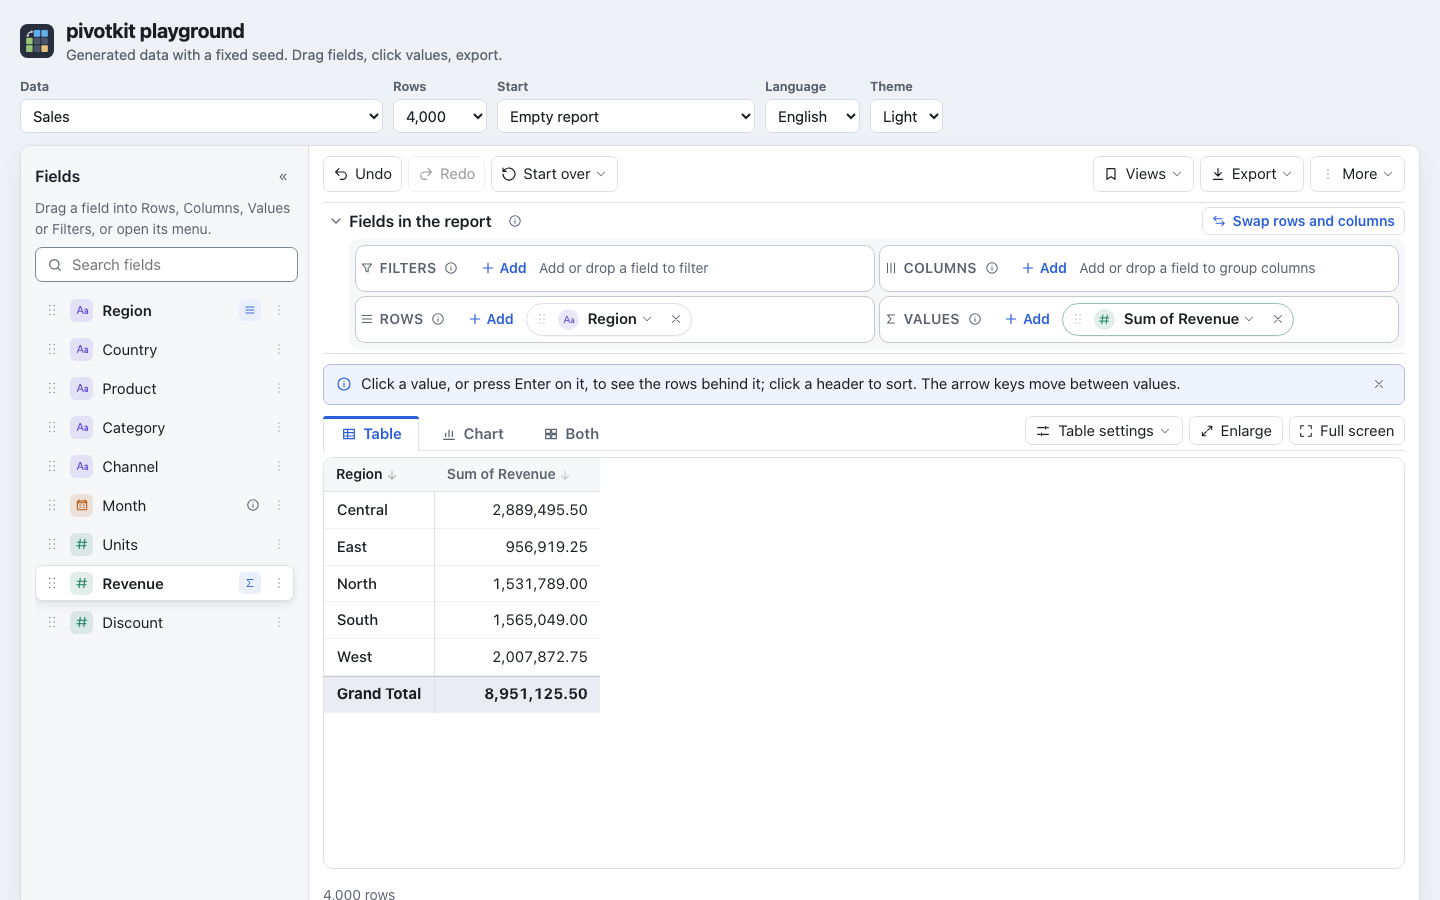 pivotkit playground
Generated data with a fixed seed. Drag fields, click values, export.
Data
Rows
Start
Language
Theme
Sales
4,000
Empty report
English
Light
Fields
«
Drag a field into Rows, Columns, Values
or Filters, or open its menu.
Search fields
Aa Region
Aa Country
Aa Product
Aa Category
Aa Channel
Month
# Units
# Revenue Σ
# Discount
Undo
Redo
Start over
Views
Export
More
Fields in the report
Swap rows and columns
FILTERS
+ Add
Add or drop a field to filter
COLUMNS
+ Add
Add or drop a field to group columns
ROWS
+ Add
Aa Region
Σ VALUES
+ Add
# Sum of Revenue
Click a value, or press Enter on it, to see the rows behind it; click a header to sort. The arrow keys move between values.
Table
Chart
Both
Table settings
Enlarge
Full screen
Region ↓ Sum of Revenue ↓
Central 2,889,495.50
East 956,919.25
North 1,531,789.00
South 1,565,049.00
West 2,007,872.75
Grand Total 8,951,125.50
4,000 rows